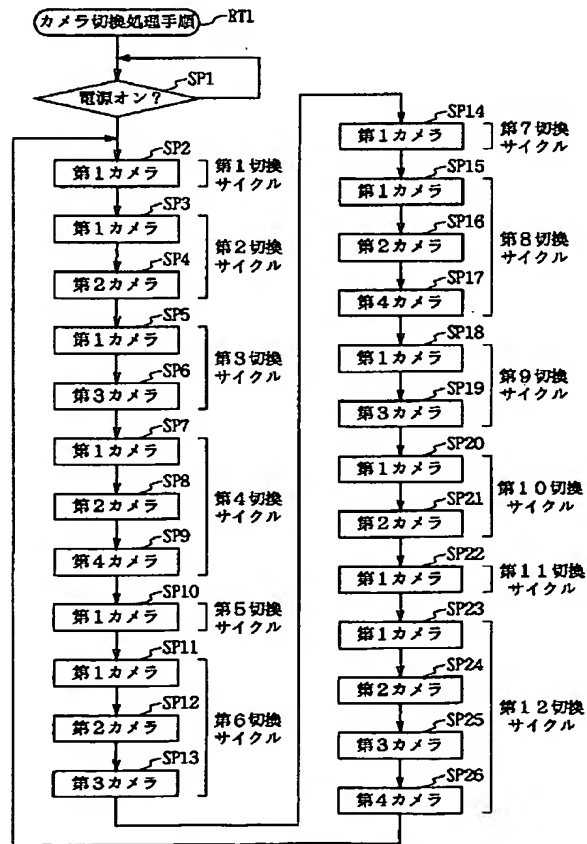 カメラ切換処理手順
RT1
SP1
電源オン?
SP2
第1カメラ
第1切換
サイクル
SP3
第1カメラ
SP4
第2カメラ
第2切換
サイクル
SP5
第1カメラ
SP6
第3カメラ
第3切換
サイクル
SP7
第1カメラ
SP8
第2カメラ
SP9
第4カメラ
第4切換
サイクル
SP10
第1カメラ
第5切換
サイクル
SP11
第1カメラ
SP12
第2カメラ
SP13
第3カメラ
第6切換
サイクル
SP14
第1カメラ
第7切換
サイクル
SP15
第1カメラ
SP16
第2カメラ
SP17
第4カメラ
第8切換
サイクル
SP18
第1カメラ
SP19
第3カメラ
第9切換
サイクル
SP20
第1カメラ
SP21
第2カメラ
第10切換
サイクル
SP22
第1カメラ
第11切換
サイクル
SP23
第1カメラ
SP24
第2カメラ
SP25
第3カメラ
SP26
第4カメラ
第12切換
サイクル